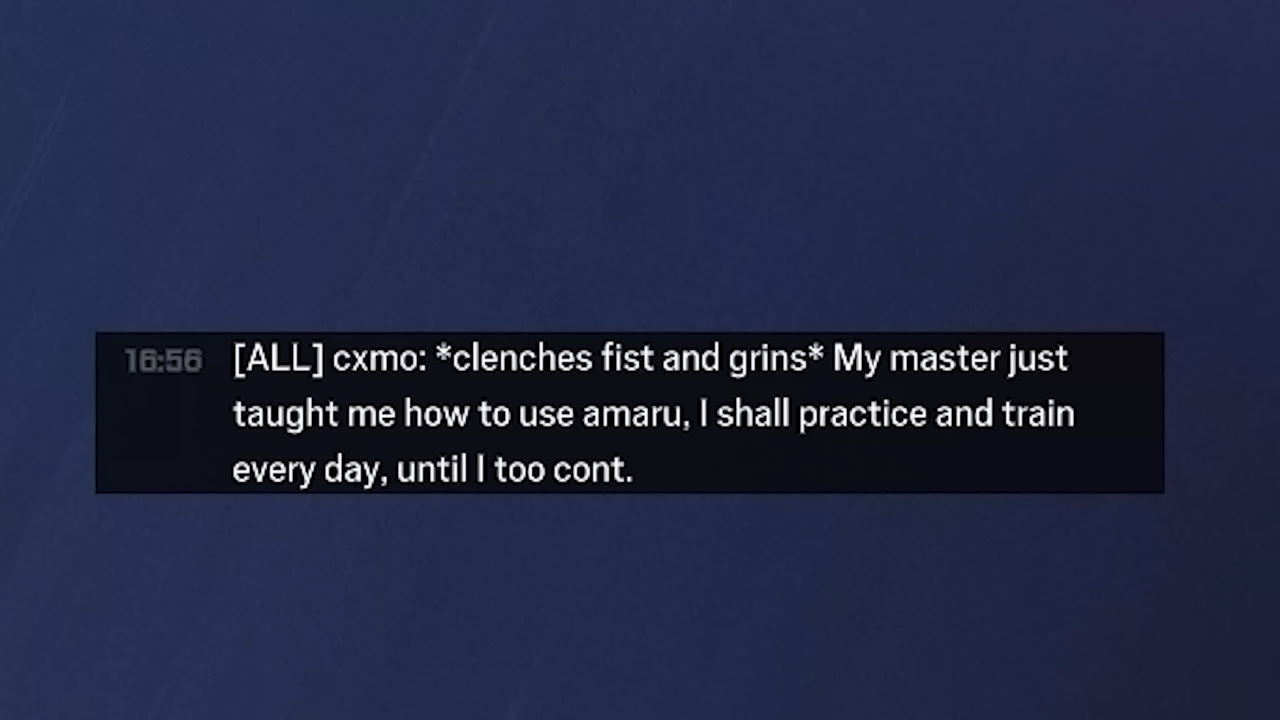 16:56 [ALL] cxmo: *clenches fist and grins* My master just
taught me how to use amaru, I shall practice and train
every day, until I too cont.